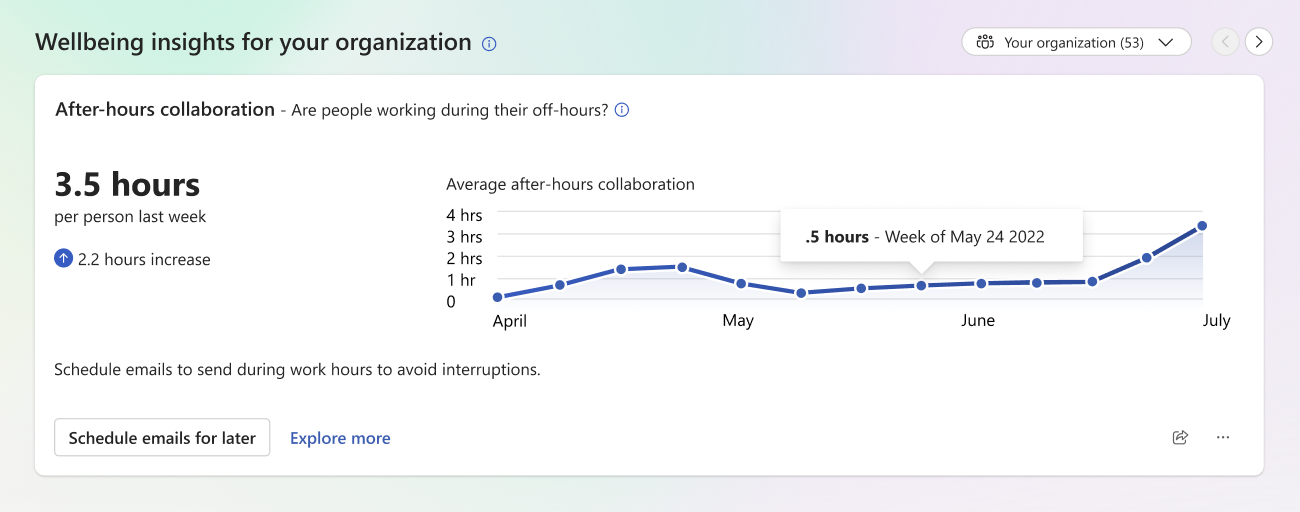 Wellbeing insights for your organization
Your organization (53)
After-hours collaboration - Are people working during their off-hours?
3.5 hours
per person last week
2.2 hours increase
Average after-hours collaboration
4 hrs
3 hrs
2 hrs
1 hr
0
.5 hours - Week of May 24 2022
April May June July
Schedule emails to send during work hours to avoid interruptions.
Schedule emails for later Explore more